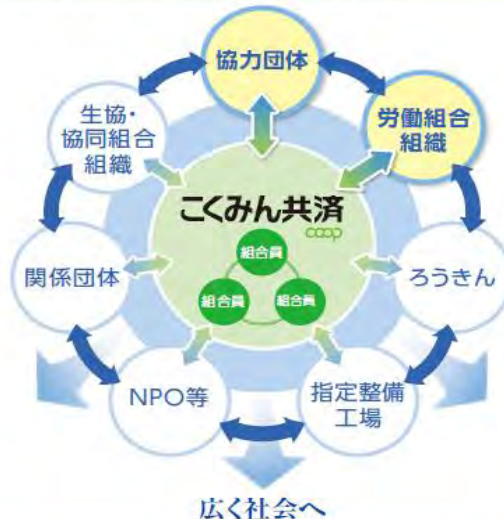 協力団体
生協・
協同組合
組織
労働組合
組織
こくみん共済
coop
組合員
組合員
組合員
関係団体
ろうきん
NPO等
指定整備
工場
広く社会へ